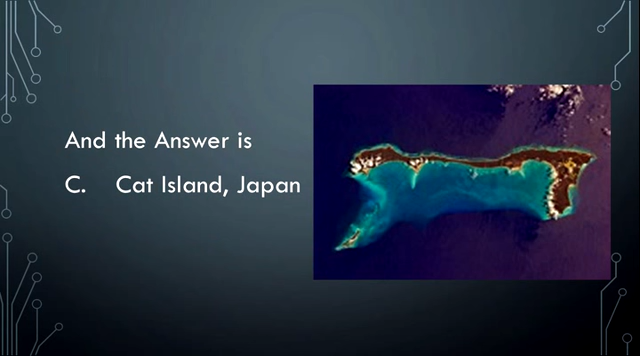 And the Answer is
C. Cat Island, Japan